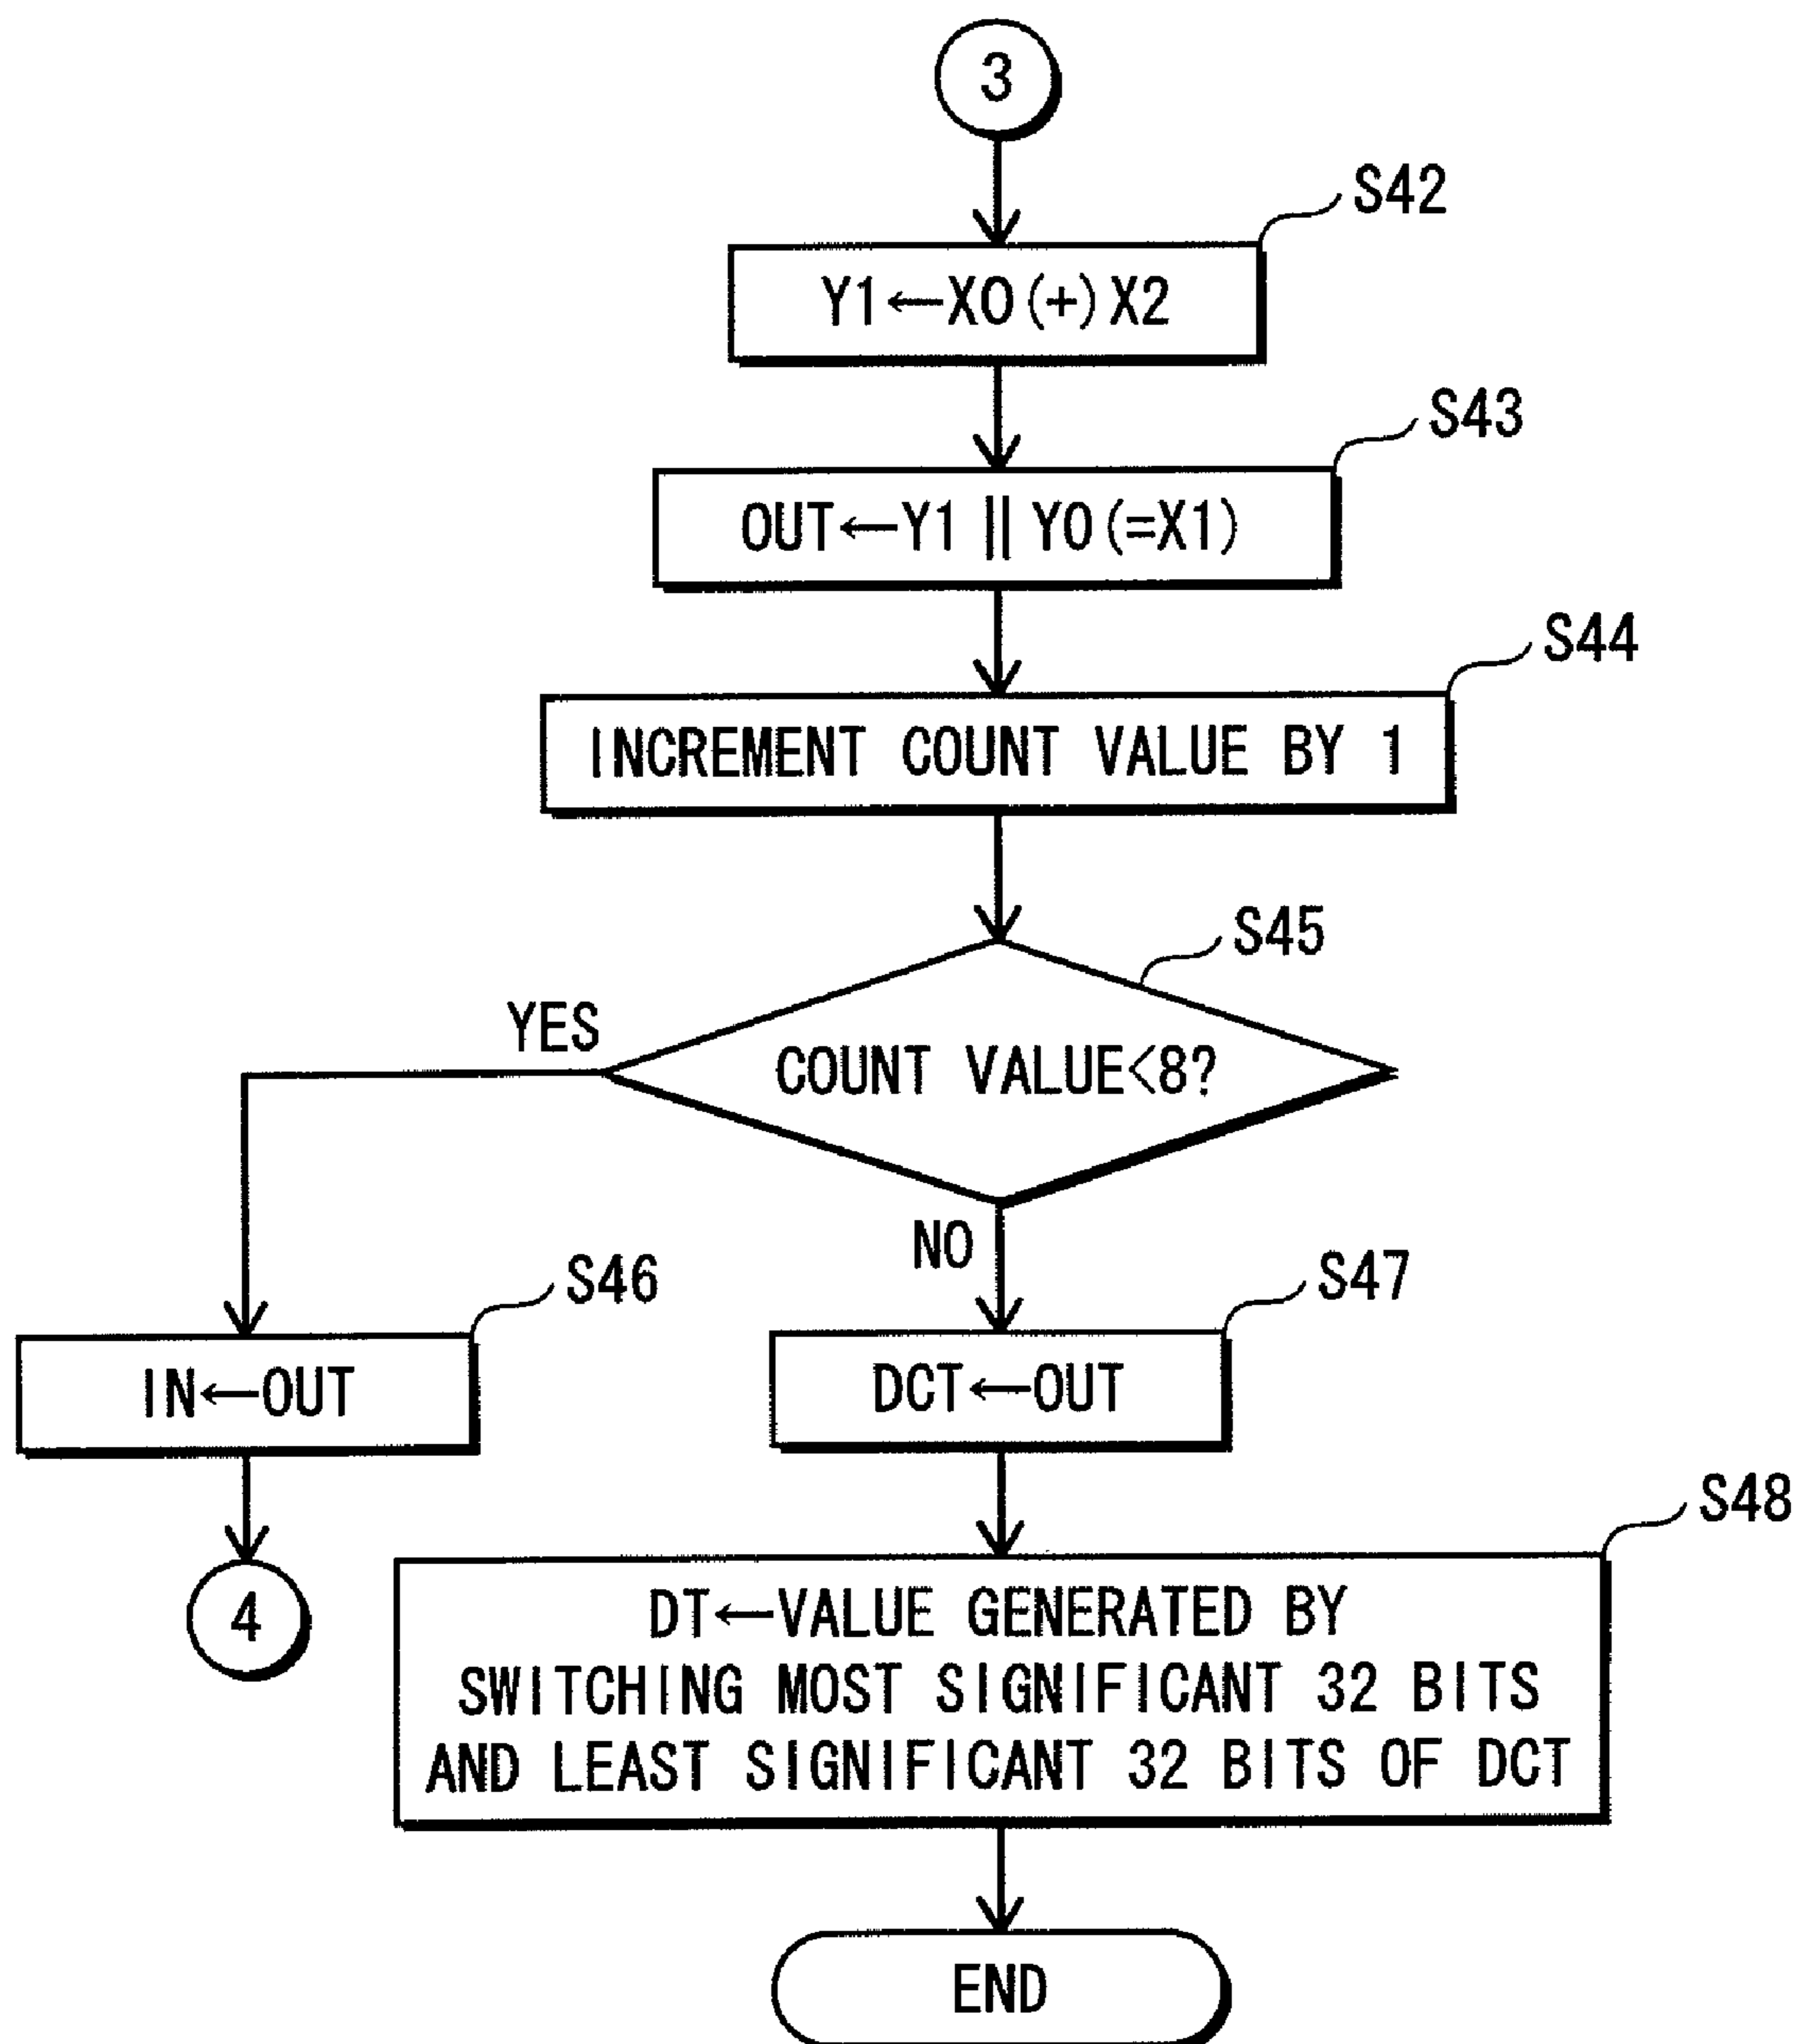 3
S42
Y1←X0(+)X2
S43
OUT←Y1||Y0(=X1)
S44
INCREMENT COUNT VALUE BY 1
S45
YES
COUNT VALUE<8?
NO
S46
S47
IN←OUT
DCT←OUT
S48
4
DT←VALUE GENERATED BY
SWITCHING MOST SIGNIFICANT 32 BITS
AND LEAST SIGNIFICANT 32 BITS OF DCT
END